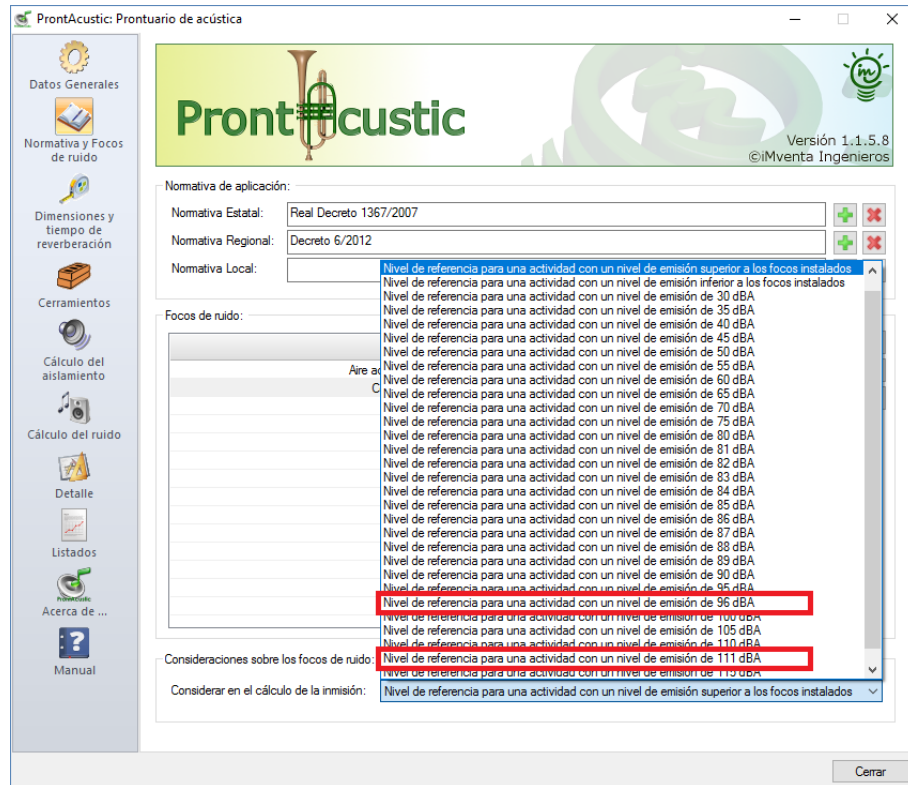 ProntAcustic: Prontuario de acústica
Datos Generales
Normativa y Focos
de ruido
Dimensiones y
tiempo de
reverberación
Cerramientos
Cálculo del
aislamiento
Cálculo del ruido
Detalle
Listados
ProntAcustic
Acerca de ...
Manual
ProntAcustic
Versión 1.1.5.8
©iMventa Ingenieros
Normativa de aplicación:
Normativa Estatal: Real Decreto 1367/2007
Normativa Regional: Decreto 6/2012
Normativa Local:
Focos de ruido:
Aire ac
C
Nivel de referencia para una actividad con un nivel de emisión superior a los focos instalados
Nivel de referencia para una actividad con un nivel de emisión inferior a los focos instalados
Nivel de referencia para una actividad con un nivel de emisión de 30 dBA
Nivel de referencia para una actividad con un nivel de emisión de 35 dBA
Nivel de referencia para una actividad con un nivel de emisión de 40 dBA
Nivel de referencia para una actividad con un nivel de emisión de 45 dBA
Nivel de referencia para una actividad con un nivel de emisión de 50 dBA
Nivel de referencia para una actividad con un nivel de emisión de 55 dBA
Nivel de referencia para una actividad con un nivel de emisión de 60 dBA
Nivel de referencia para una actividad con un nivel de emisión de 65 dBA
Nivel de referencia para una actividad con un nivel de emisión de 70 dBA
Nivel de referencia para una actividad con un nivel de emisión de 75 dBA
Nivel de referencia para una actividad con un nivel de emisión de 80 dBA
Nivel de referencia para una actividad con un nivel de emisión de 81 dBA
Nivel de referencia para una actividad con un nivel de emisión de 82 dBA
Nivel de referencia para una actividad con un nivel de emisión de 83 dBA
Nivel de referencia para una actividad con un nivel de emisión de 84 dBA
Nivel de referencia para una actividad con un nivel de emisión de 85 dBA
Nivel de referencia para una actividad con un nivel de emisión de 86 dBA
Nivel de referencia para una actividad con un nivel de emisión de 87 dBA
Nivel de referencia para una actividad con un nivel de emisión de 88 dBA
Nivel de referencia para una actividad con un nivel de emisión de 89 dBA
Nivel de referencia para una actividad con un nivel de emisión de 90 dBA
Nivel de referencia para una actividad con un nivel de emisión de 95 dBA
Nivel de referencia para una actividad con un nivel de emisión de 96 dBA
Nivel de referencia para una actividad con un nivel de emisión de 100 dBA
Nivel de referencia para una actividad con un nivel de emisión de 105 dBA
Nivel de referencia para una actividad con un nivel de emisión de 110 dBA
Nivel de referencia para una actividad con un nivel de emisión de 111 dBA
Nivel de referencia para una actividad con un nivel de emisión de 115 dBA
Consideraciones sobre los focos de ruido:
Considerar en el cálculo de la inmisión: Nivel de referencia para una actividad con un nivel de emisión superior a los focos instalados
Cerrar